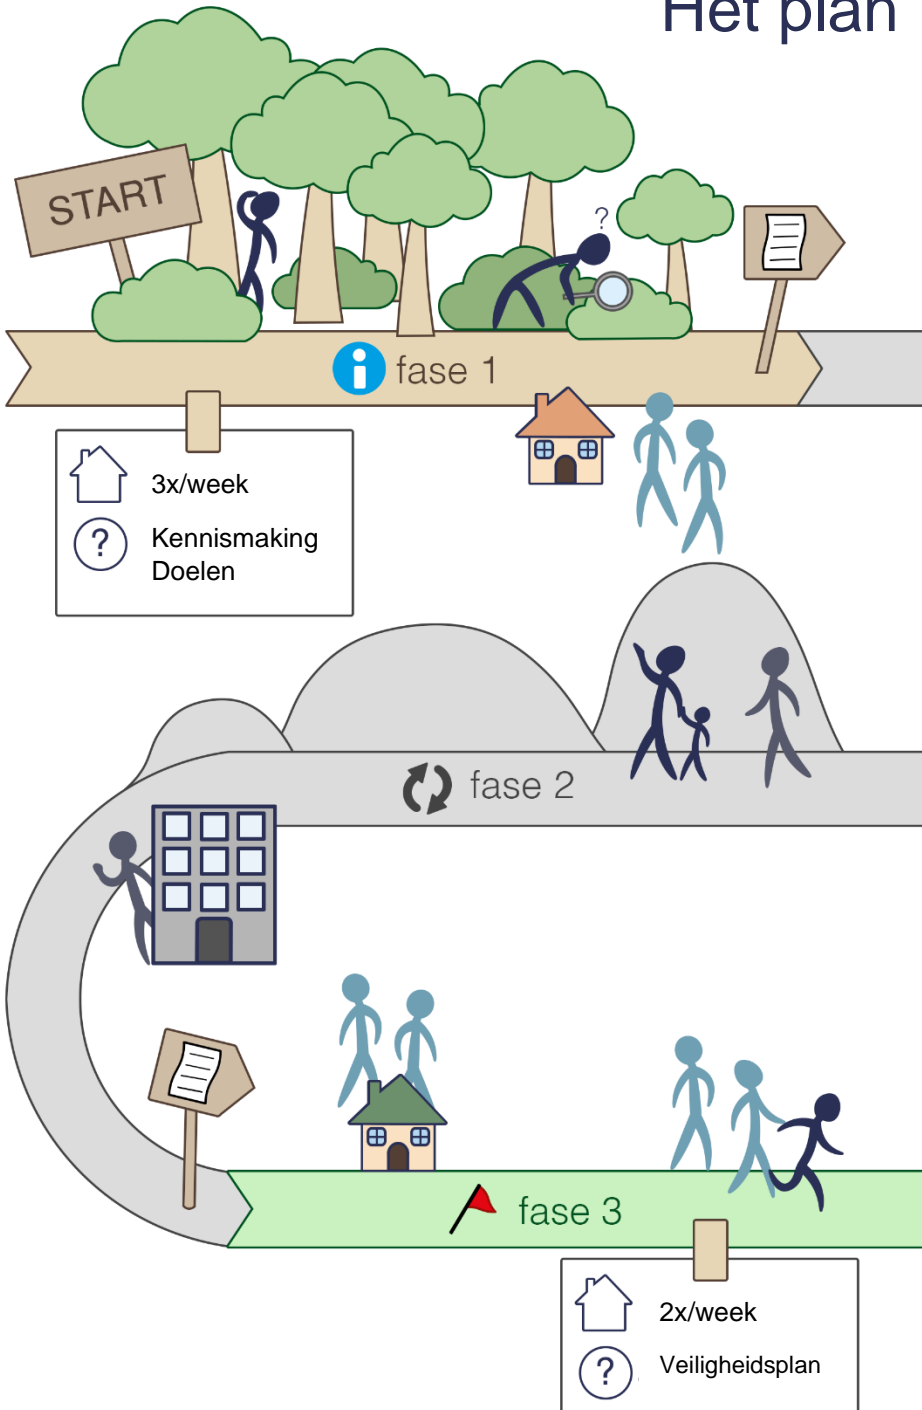 Het plan
START
?
fase 1
3x/week
?
Kennismaking
Doelen
fase 2
fase 3
2x/week
?
Veiligheidsplan